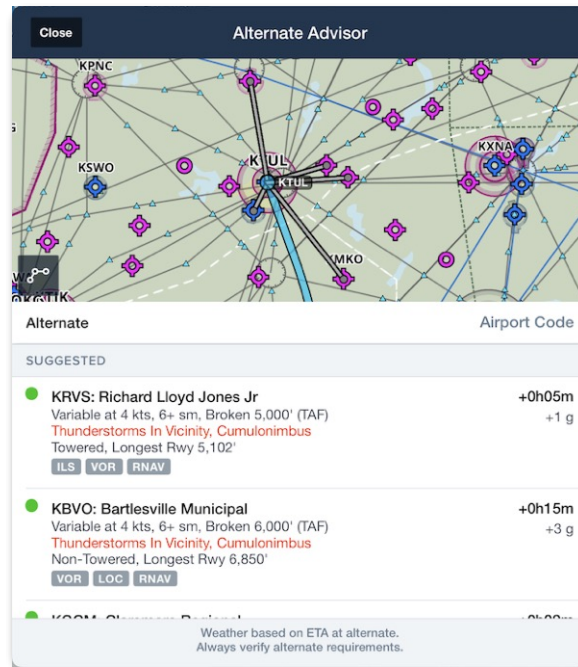 Close
Alternate Advisor
KPNC
KSWO
KTUL
KXNA
Alternate
Airport Code
SUGGESTED
KRVS: Richard Lloyd Jones Jr
+0h05m
Variable at 4 kts, 6+ sm, Broken 5,000' (TAF)
+1 g
Thunderstorms In Vicinity, Cumulonimbus
Towered, Longest Rwy 5,102'
ILS VOR RNAV
KBVO: Bartlesville Municipal
+0h15m
Variable at 4 kts, 6+ sm, Broken 6,000' (TAF)
+3 g
Thunderstorms In Vicinity, Cumulonimbus
Non-Towered, Longest Rwy 6,850'
VOR LOC RNAV
Weather based on ETA at alternate.
Always verify alternate requirements.